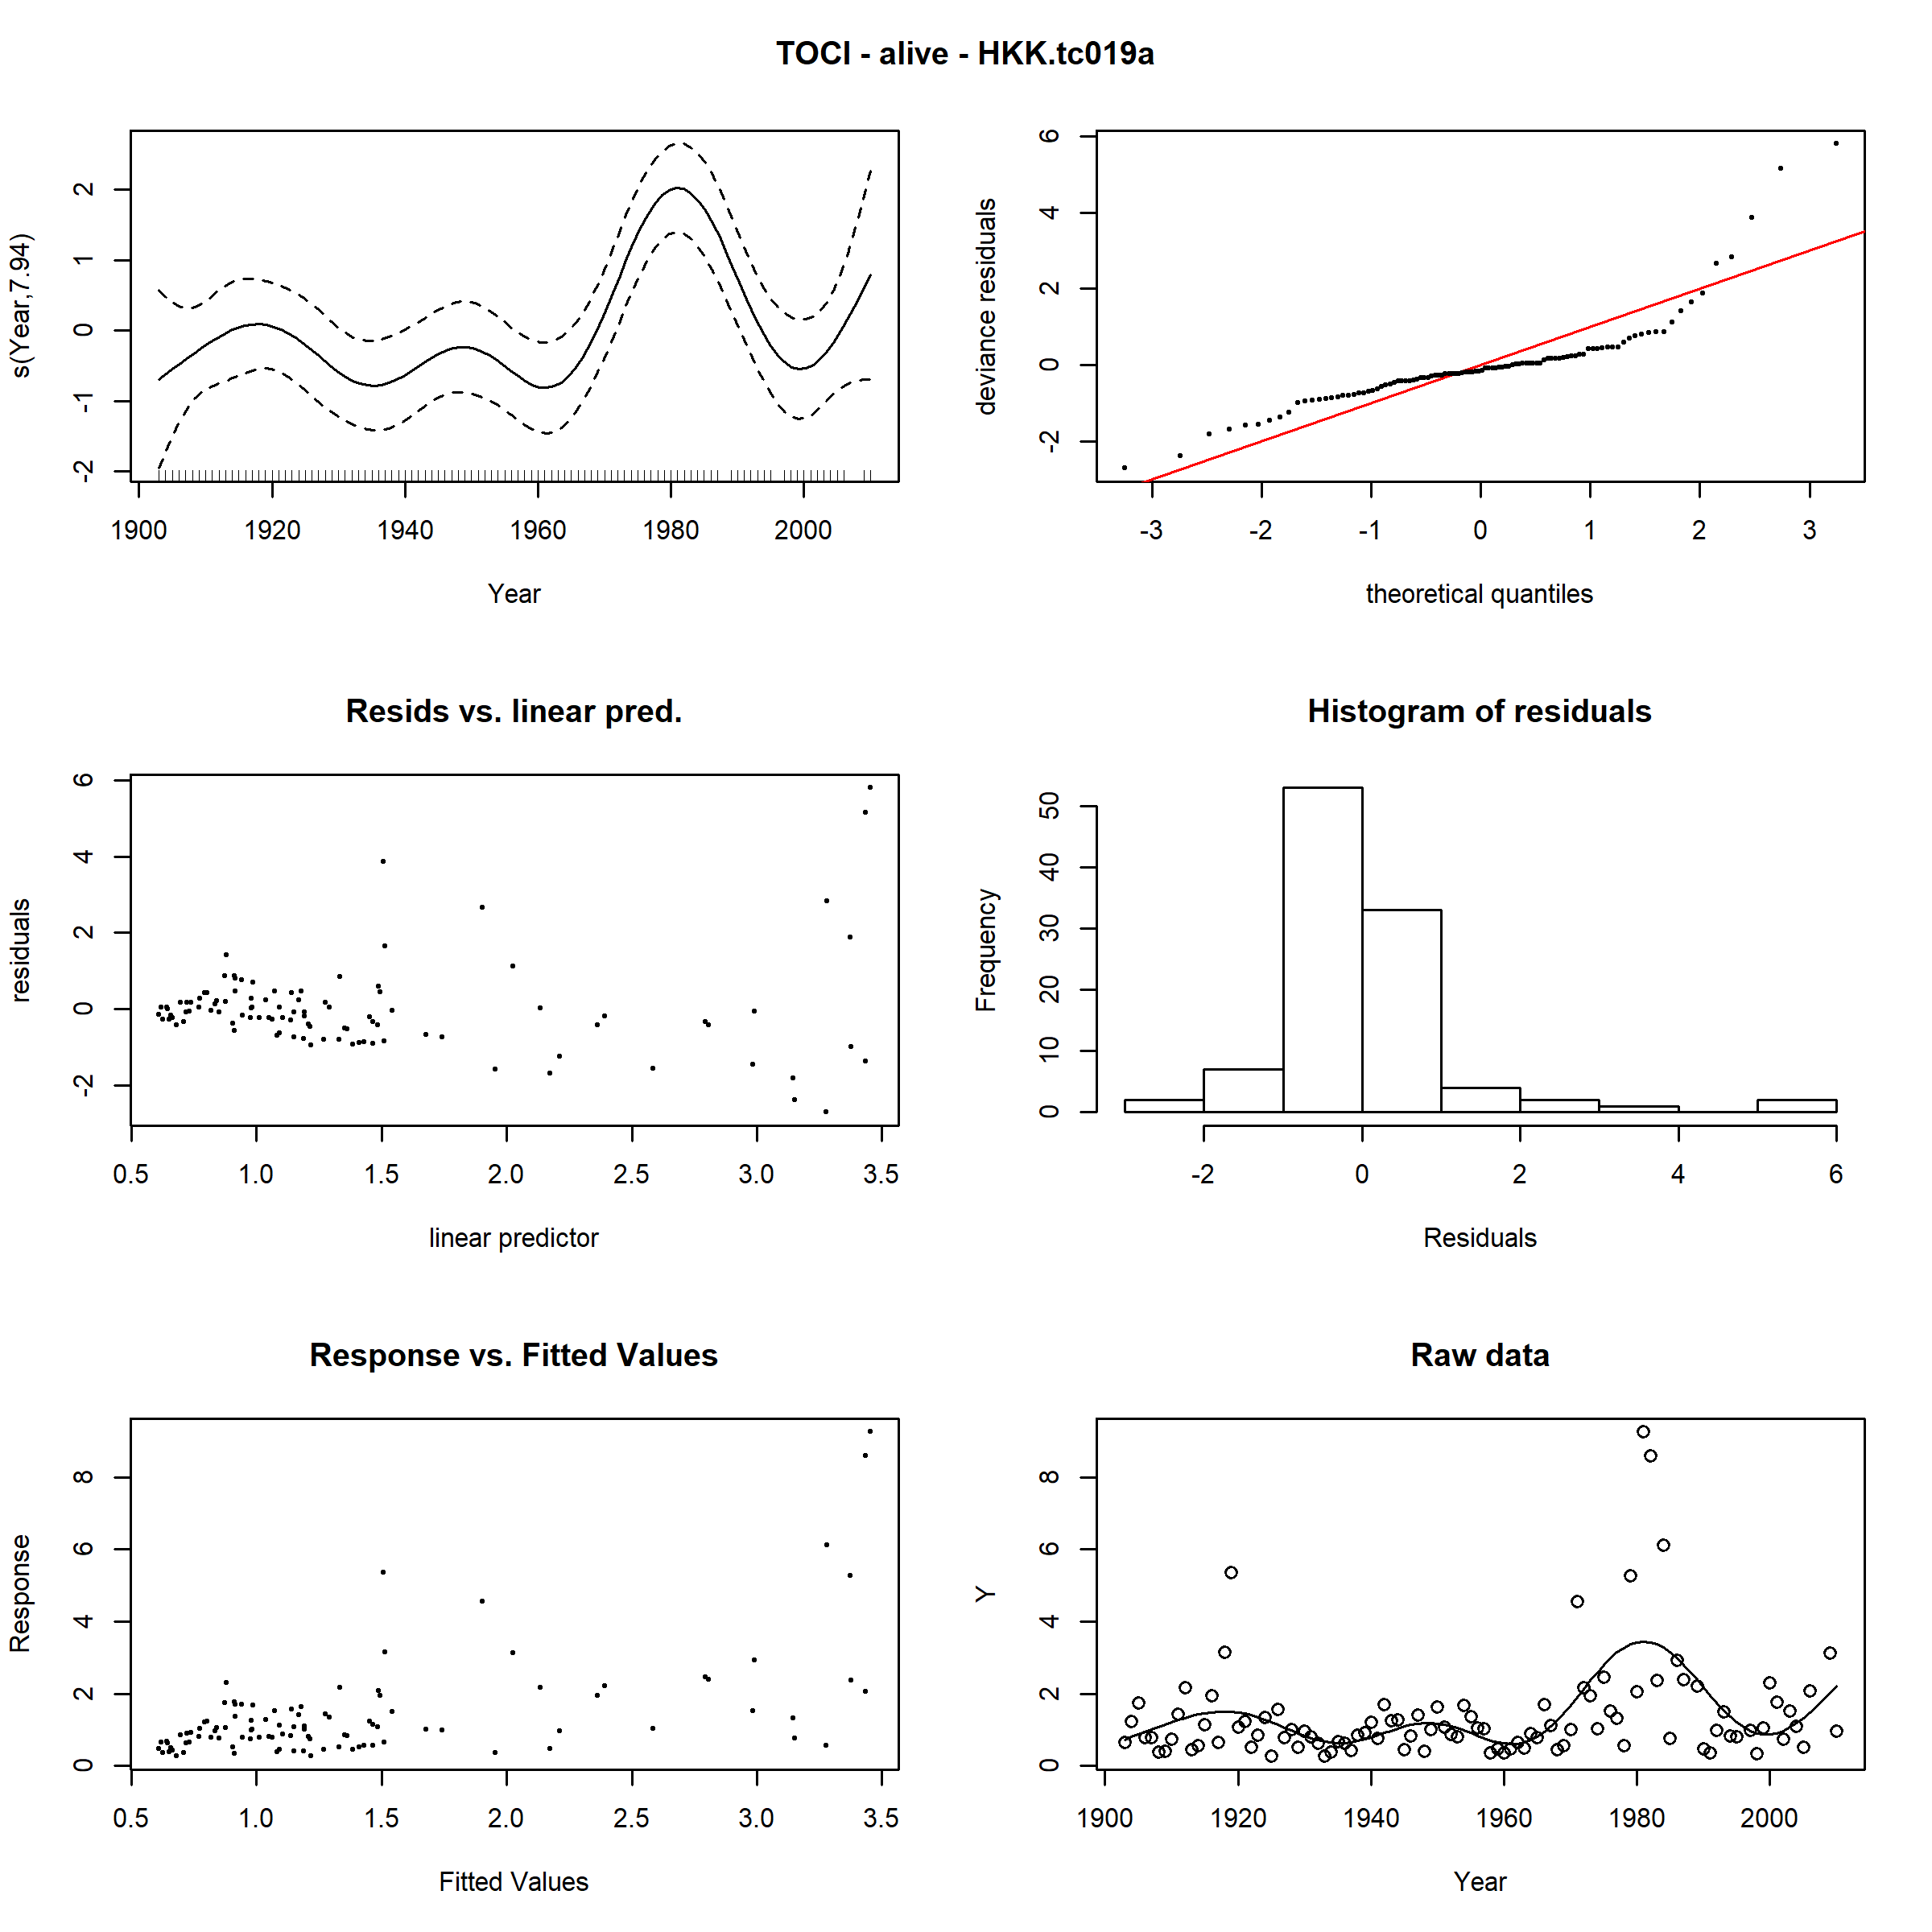 TOCI - alive - HKK.tc019a
s(Year,7.94)
2
1
0
-1
-2
1900 1920 1940 1960 1980 2000
Year
deviance residuals
6
4
2
0
-2
-3 -2 -1 0 1 2 3
theoretical quantiles
Resids vs. linear pred.
residuals
6
4
2
0
-2
0.5 1.0 1.5 2.0 2.5 3.0 3.5
linear predictor
Histogram of residuals
Frequency
50
40
30
20
10
0
-2 0 2 4 6
Residuals
Response vs. Fitted Values
Response
8
6
4
2
0
0.5 1.0 1.5 2.0 2.5 3.0 3.5
Fitted Values
Raw data
Y
8
6
4
2
0
1900 1920 1940 1960 1980 2000
Year